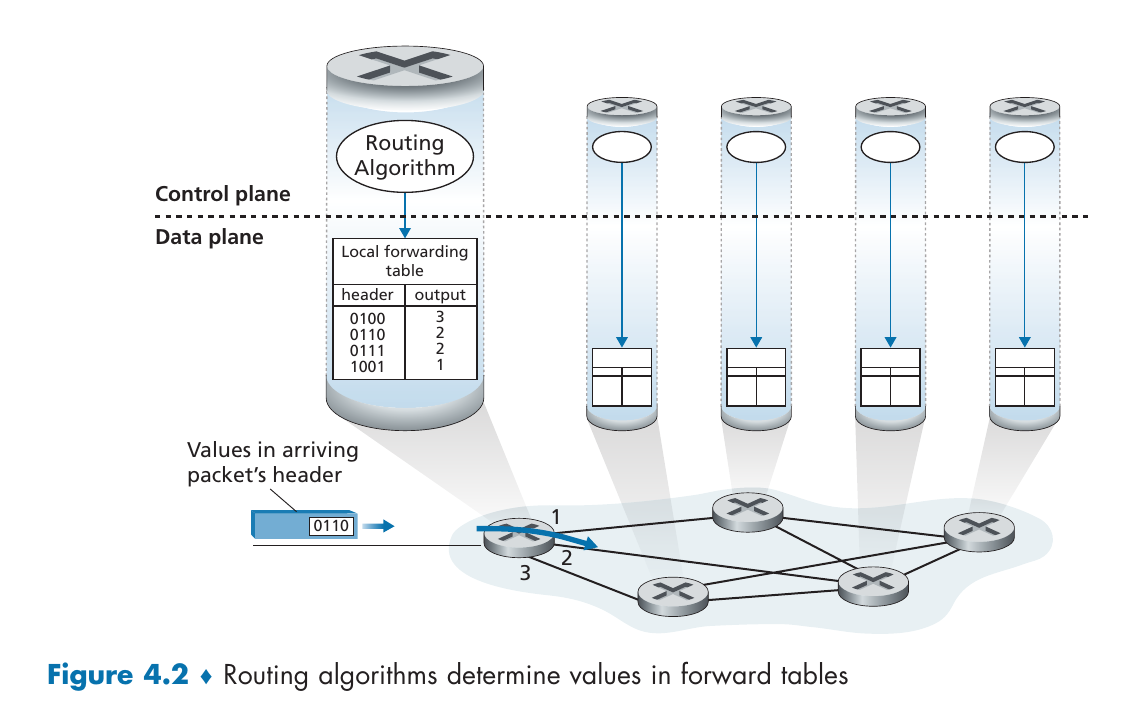 Routing
Algorithm
Control plane
Data plane
Local forwarding
table
header output
0100 3
0110 2
0111 2
1001 1
Values in arriving
packet’s header
0110
1
2
3
Figure 4.2 ♦ Routing algorithms determine values in forward tables